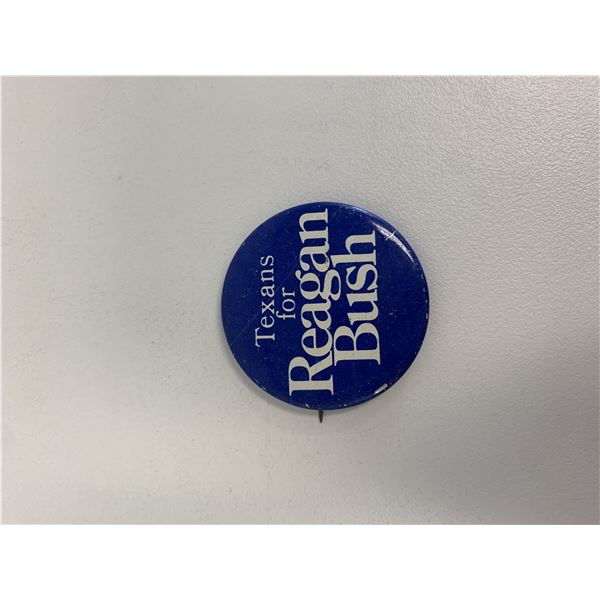 Texans
for
Reagan
Bush